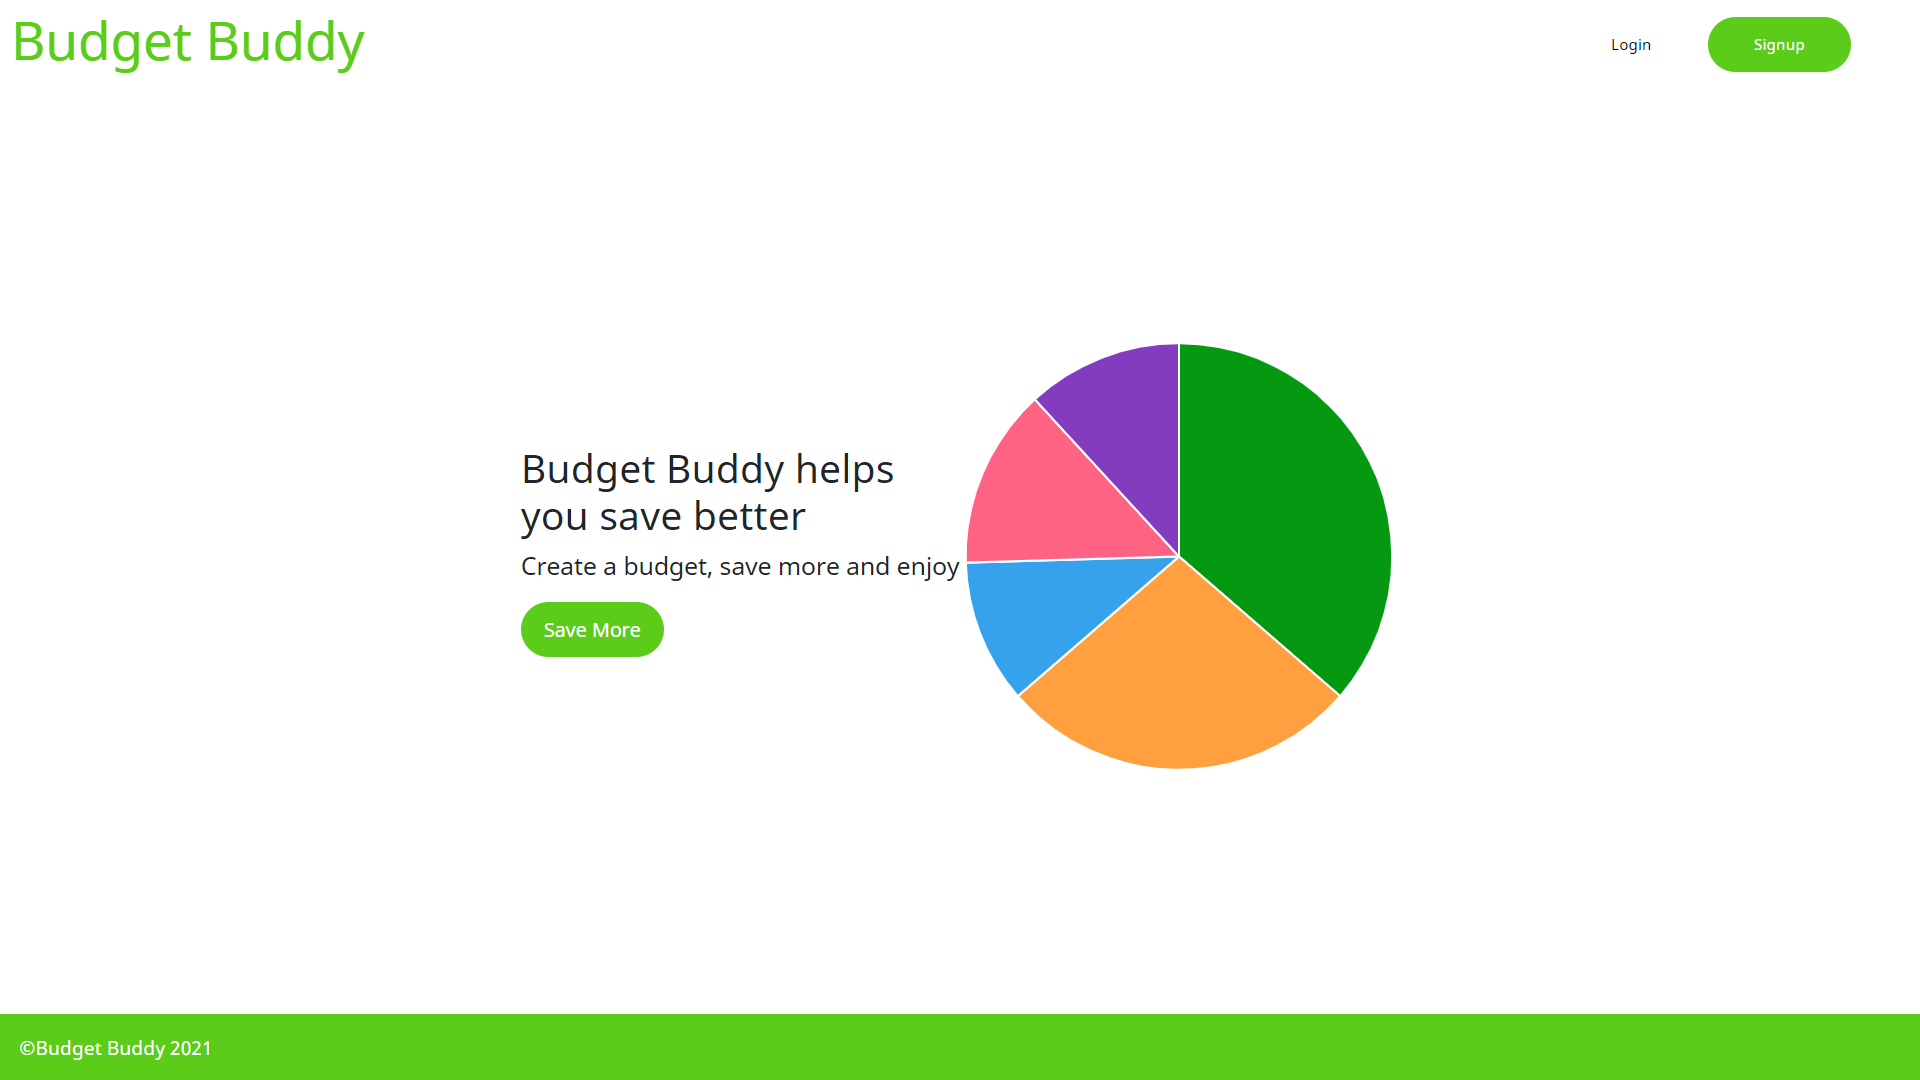 Budget Buddy
Login
Signup
Budget Buddy helps
you save better
Create a budget, save more and enjoy
Save More
©Budget Buddy 2021